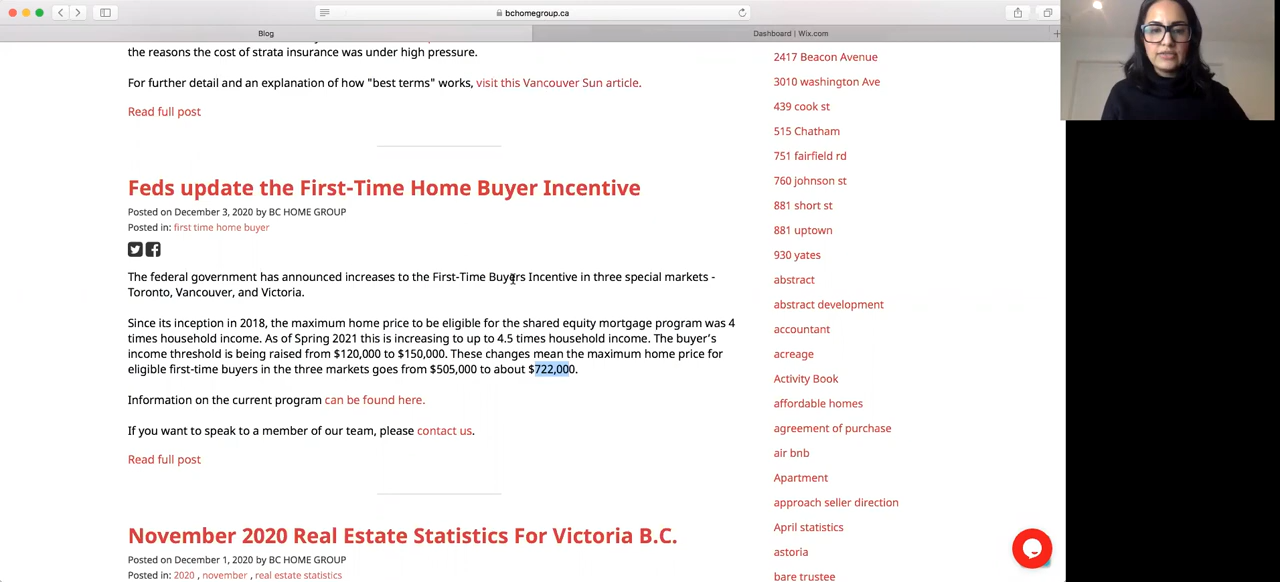 bchomegroup.ca
Blog
Dashboard | Wix.com
the reasons the cost of strata insurance was under high pressure.
For further detail and an explanation of how "best terms" works, visit this Vancouver Sun article.
Read full post
Feds update the First-Time Home Buyer Incentive
Posted on December 3, 2020 by BC HOME GROUP
Posted in: first time home buyer
The federal government has announced increases to the First-Time Buyers Incentive in three special markets -
Toronto, Vancouver, and Victoria.
Since its inception in 2018, the maximum home price to be eligible for the shared equity mortgage program was 4
times household income. As of Spring 2021 this is increasing to up to 4.5 times household income. The buyer's
income threshold is being raised from $120,000 to $150,000. These changes mean the maximum home price for
eligible first-time buyers in the three markets goes from $505,000 to about $722,000.
Information on the current program can be found here.
If you want to speak to a member of our team, please contact us.
Read full post
November 2020 Real Estate Statistics For Victoria B.C.
Posted on December 1, 2020 by BC HOME GROUP
Posted in: 2020 , november , real estate statistics
2417 Beacon Avenue
3010 washington Ave
439 cook st
515 Chatham
751 fairfield rd
760 johnson st
881 short st
881 uptown
930 yates
abstract
abstract development
accountant
acreage
Activity Book
affordable homes
agreement of purchase
air bnb
Apartment
approach seller direction
April statistics
astoria
bare trustee